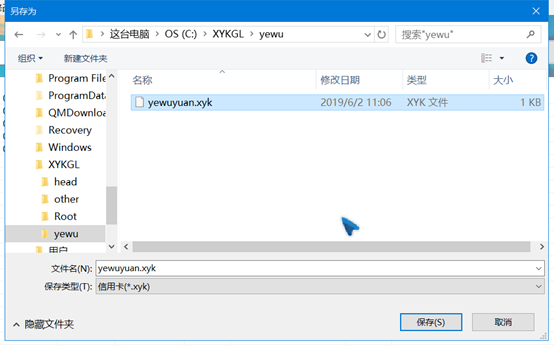 另存为
这台电脑 > OS (C:) > XYKGL > yewu
搜索"yewu"
组织 新建文件夹
名称 修改日期 类型 大小
Program File
ProgramData
QMDownloa
Recovery
Windows
XYKGL
head
other
Root
yewu
用户
yewuyuan.xyk 2019/6/2 11:06 XYK 文件 1 KB
文件名(N): yewuyuan.xyk
保存类型(T): 信用卡(*.xyk)
隐藏文件夹 保存(S) 取消